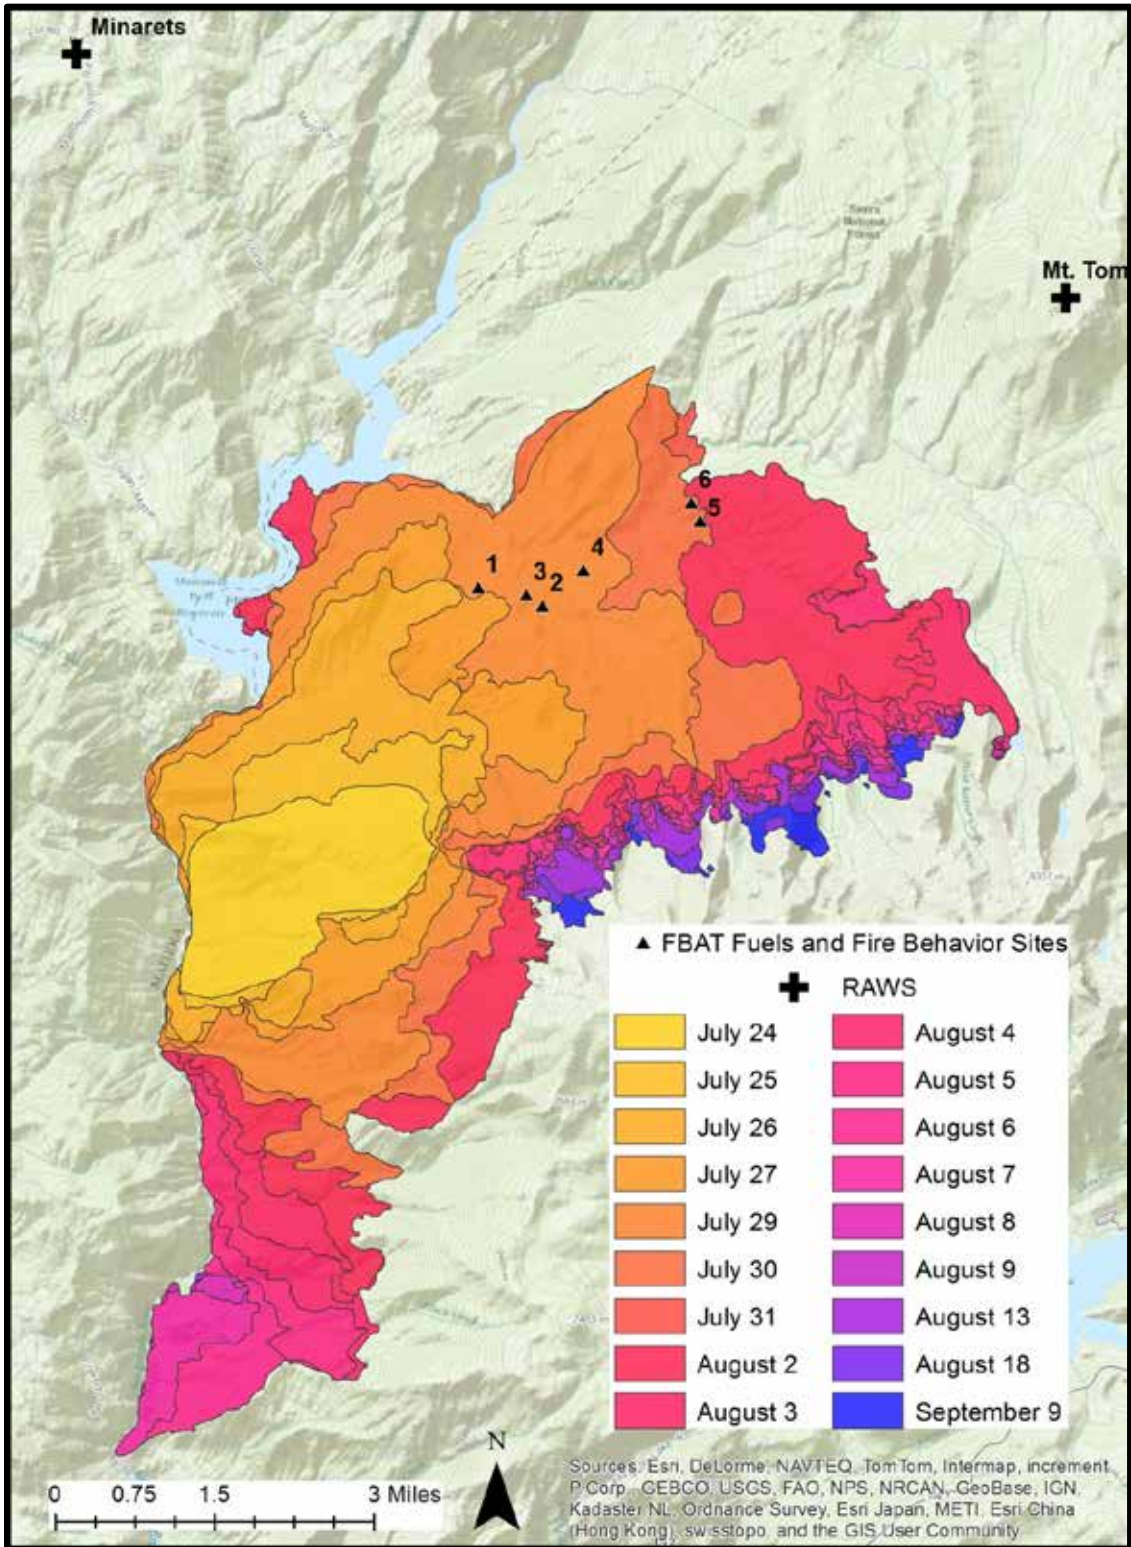 Minarets
Mt. Tom
Sierra
National
Forest
6
5
4
1
3
2
▲ FBAT Fuels and Fire Behavior Sites
RAWS
July 24
July 25
July 26
July 27
July 29
July 30
July 31
August 2
August 3
August 4
August 5
August 6
August 7
August 8
August 9
August 13
August 18
September 9
N
0 0.75 1.5 3 Miles
Sources: Esri, DeLorme, NAVTEQ, TomTom, Intermap, increment
P Corp., GEBCO, USGS, FAO, NPS, NRCAN, GeoBase, IGN,
Kadaster NL, Ordnance Survey, Esri Japan, METI, Esri China
(Hong Kong), swisstopo, and the GIS User Community